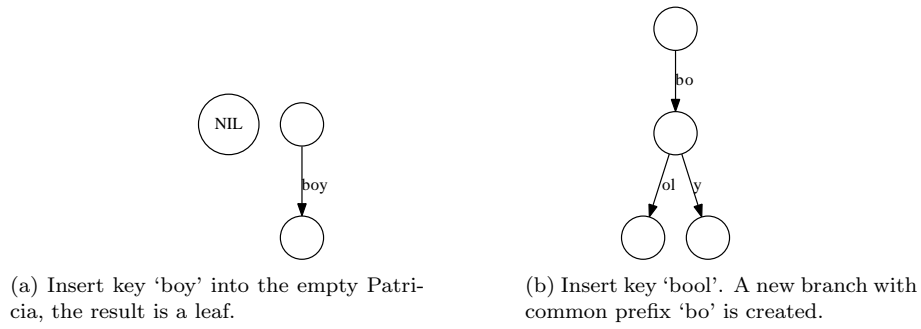 bo
NIL
boy
ol
y
(a) Insert key ‘boy’ into the empty Patri-
cia, the result is a leaf.
(b) Insert key ‘bool’. A new branch with
common prefix ‘bo’ is created.